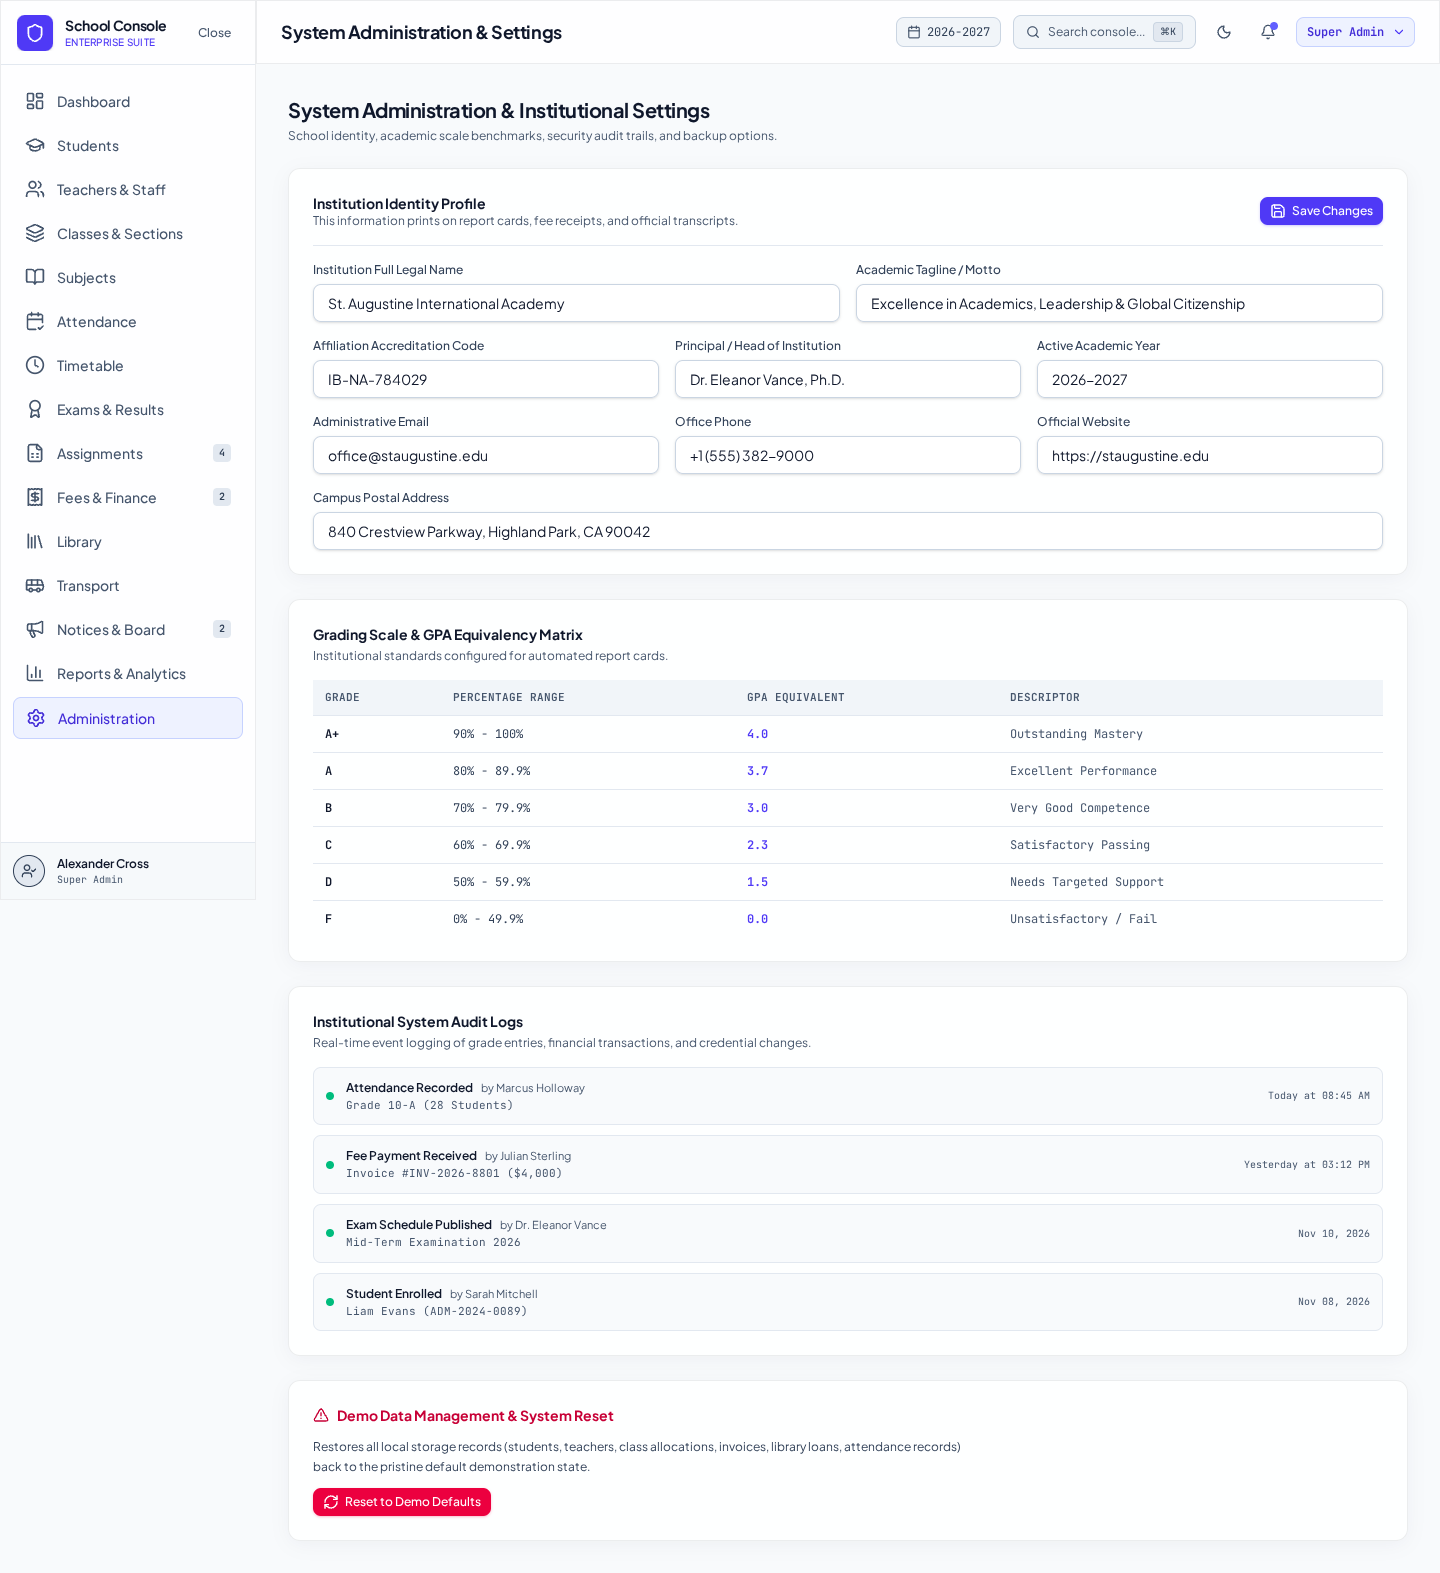 School Console
ENTERPRISE SUITE
Close
System Administration & Settings
2026-2027
Search console...
⌘K
Super Admin
Dashboard
Students
Teachers & Staff
Classes & Sections
Subjects
Attendance
Timetable
Exams & Results
Assignments 4
Fees & Finance 2
Library
Transport
Notices & Board 2
Reports & Analytics
Administration
Alexander Cross
Super Admin
System Administration & Institutional Settings
School identity, academic scale benchmarks, security audit trails, and backup options.
Institution Identity Profile
This information prints on report cards, fee receipts, and official transcripts.
Save Changes
Institution Full Legal Name
St. Augustine International Academy
Academic Tagline / Motto
Excellence in Academics, Leadership & Global Citizenship
Affiliation Accreditation Code
IB-NA-784029
Principal / Head of Institution
Dr. Eleanor Vance, Ph.D.
Active Academic Year
2026-2027
Administrative Email
office@staugustine.edu
Office Phone
+1 (555) 382-9000
Official Website
https://staugustine.edu
Campus Postal Address
840 Crestview Parkway, Highland Park, CA 90042
Grading Scale & GPA Equivalency Matrix
Institutional standards configured for automated report cards.
GRADE PERCENTAGE RANGE GPA EQUIVALENT DESCRIPTOR
A+ 90% - 100% 4.0 Outstanding Mastery
A 80% - 89.9% 3.7 Excellent Performance
B 70% - 79.9% 3.0 Very Good Competence
C 60% - 69.9% 2.3 Satisfactory Passing
D 50% - 59.9% 1.5 Needs Targeted Support
F 0% - 49.9% 0.0 Unsatisfactory / Fail
Institutional System Audit Logs
Real-time event logging of grade entries, financial transactions, and credential changes.
Attendance Recorded by Marcus Holloway
Grade 10-A (28 Students)
Today at 08:45 AM
Fee Payment Received by Julian Sterling
Invoice #INV-2026-8801 ($4,000)
Yesterday at 03:12 PM
Exam Schedule Published by Dr. Eleanor Vance
Mid-Term Examination 2026
Nov 10, 2026
Student Enrolled by Sarah Mitchell
Liam Evans (ADM-2024-0089)
Nov 08, 2026
Demo Data Management & System Reset
Restores all local storage records (students, teachers, class allocations, invoices, library loans, attendance records)
back to the pristine default demonstration state.
Reset to Demo Defaults